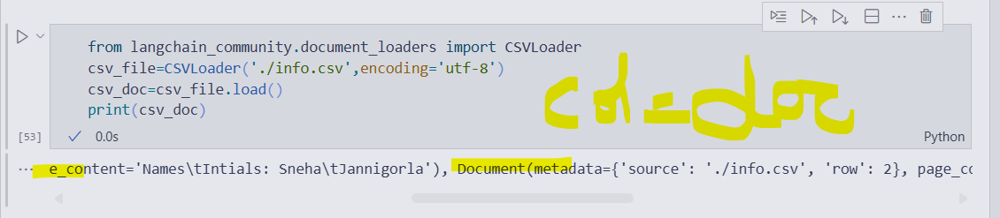 from langchain_community.document_loaders import CSVLoader
csv_file=CSVLoader('./info.csv',encoding='utf-8')
csv_doc=csv_file.load()
print(csv_doc)
[53]
0.0s
Python
... e_content='Names\tIntials: Sneha\tJannigorla'), Document(metadata={'source': './info.csv', 'row': 2}, page_co